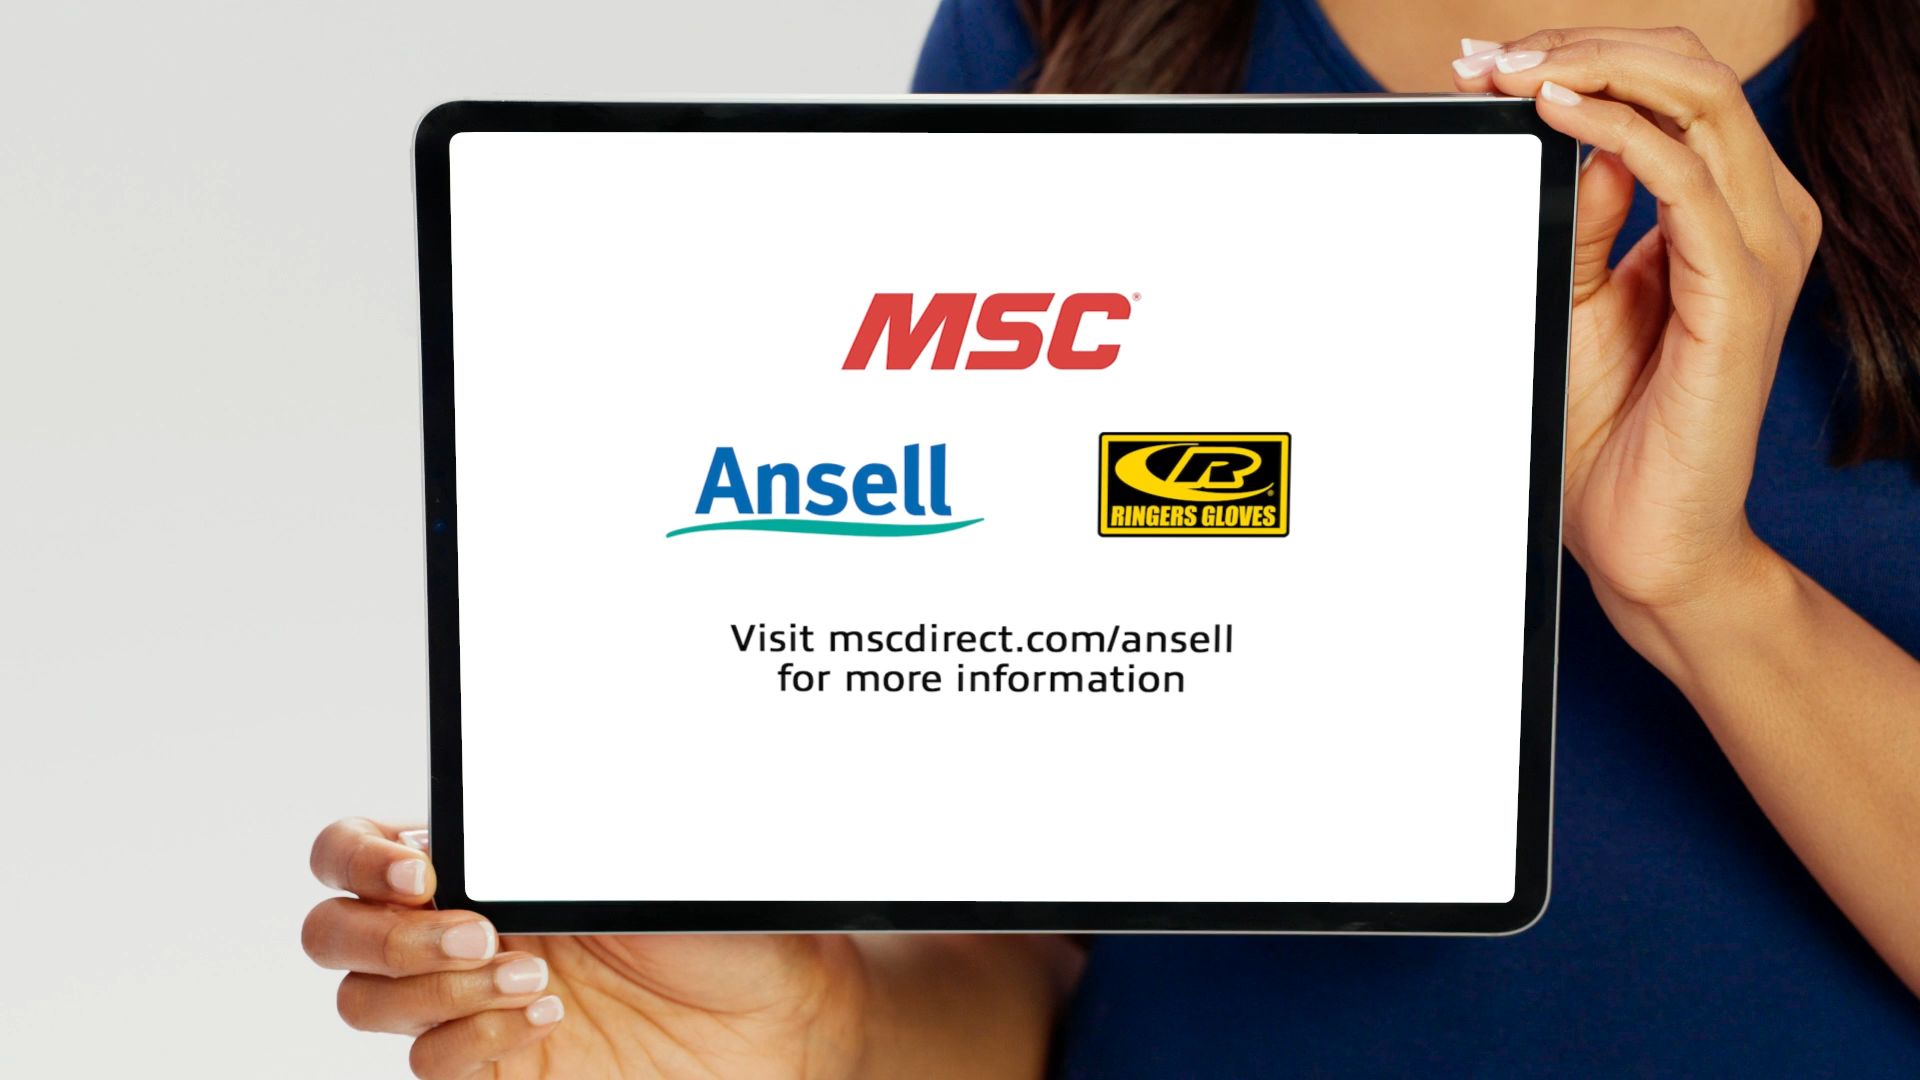 MSC®
Ansell
R
RINGERS GLOVES
Visit mscdirect.com/ansell
for more information